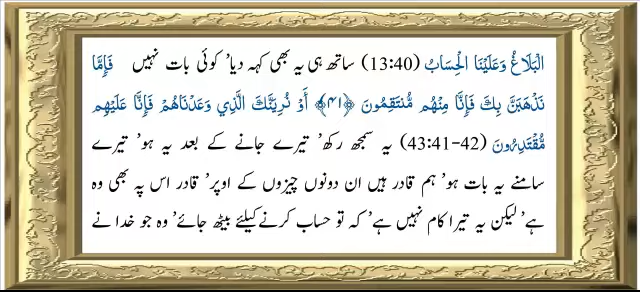 الْبَلَاغُ وَعَلَيْنَا الْحِسَابُ (13:40) ساتھ ہی یہ بھی کہہ دیا’ کوئی بات نہیں فَإِمَّا
نَذْهَبَنَّ بِكَ فَإِنَّا مِنْهُم مُّنتَقِمُونَ ﴿٤١﴾ أَوْ نُرِيَنَّكَ الَّذِي وَعَدْنَاهُمْ فَإِنَّا عَلَيْهِم
مُّقْتَدِرُونَ (43:41-42) یہ سمجھ رکھ’ تیرے جانے کے بعد یہ ہو’ تیرے
سامنے یہ بات ہو’ ہم قادر ہیں ان دونوں چیزوں کے اوپر’ قادر اس پہ بھی وہ
ہے’ لیکن یہ تیرا کام نہیں ہے’ کہ تو حساب کرنے کیلئے بیٹھ جائے’ وہ جو خدا نے